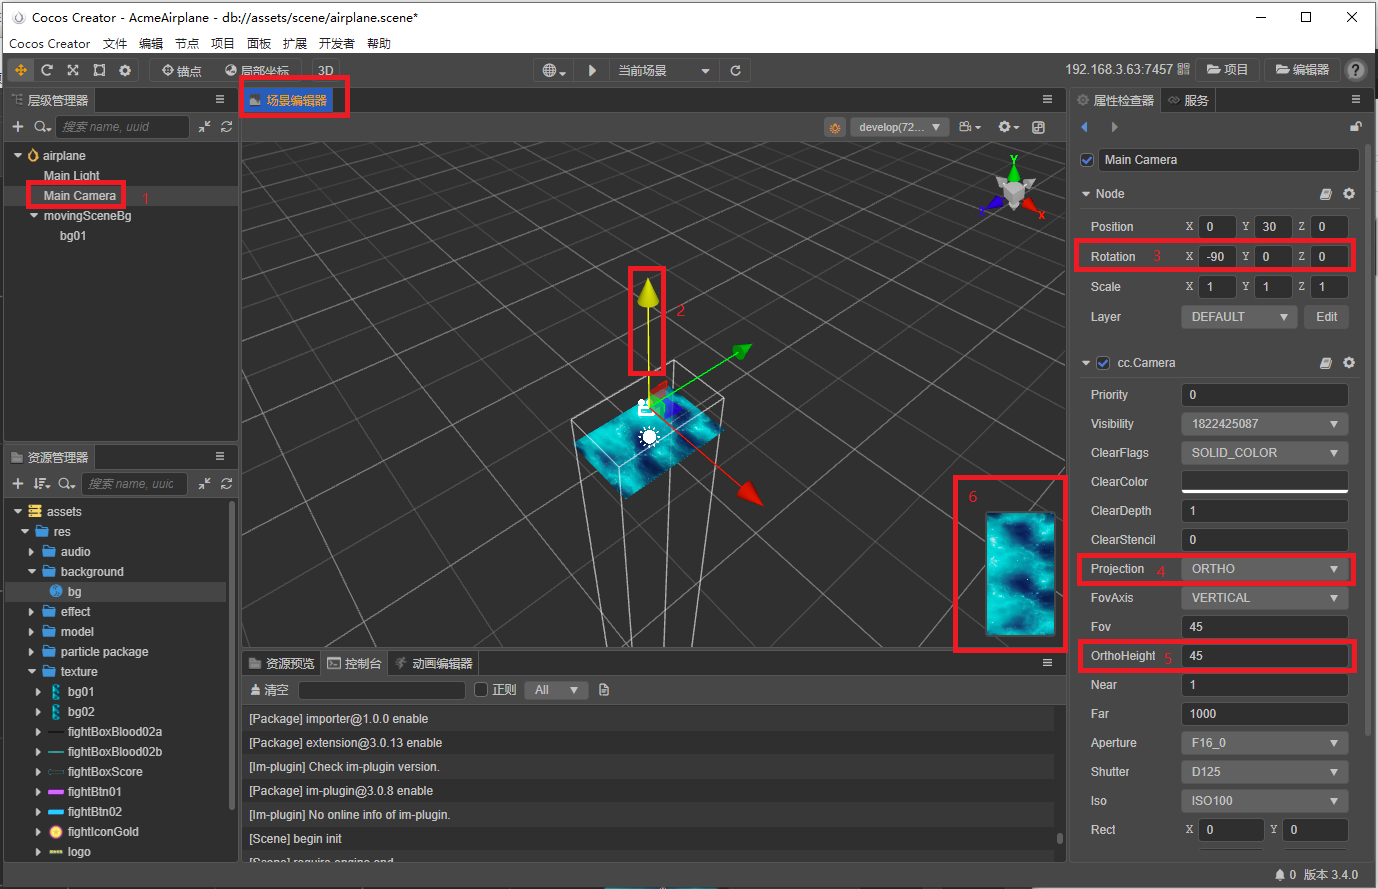 Cocos Creator - AcmeAirplane - db://assets/scene/airplane.scene*
Cocos Creator 文件 编辑 节点 项目 面板 扩展 开发者 帮助
锚点 局部坐标 3D 当前场景 192.168.3.63:7457 项目 编辑器 ?
层级管理器
搜索 name, uuid
airplane
Main Light
Main Camera 1
movingSceneBg
bg01
资源管理器
搜索 name, uuic
assets
res
audio
background
bg
effect
model
particle package
texture
bg01
bg02
fightBoxBlood02a
fightBoxBlood02b
fightBoxScore
fightBtn01
fightBtn02
fightIconGold
logo
场景编辑器
develop(72...
Y
X
Z
2
6
资源预览 控制台 动画编辑器
清空 正则 All
[Package] importer@1.0.0 enable
[Package] extension@3.0.13 enable
[Im-plugin] Check im-plugin version.
[Package] im-plugin@3.0.8 enable
[Im-plugin] No online info of im-plugin.
[Scene] begin init
[Scene] require engine end
属性检查器 服务
Main Camera
Node
Position X 0 Y 30 Z 0
Rotation 3 X -90 Y 0 Z 0
Scale X 1 Y 1 Z 1
Layer DEFAULT Edit
cc.Camera
Priority 0
Visibility 1822425087
ClearFlags SOLID_COLOR
ClearColor
ClearDepth 1
ClearStencil 0
Projection 4 ORTHO
FovAxis VERTICAL
Fov 45
OrthoHeight 5 45
Near 1
Far 1000
Aperture F16_0
Shutter D125
Iso ISO100
Rect X 0 Y 0
0 版本 3.4.0